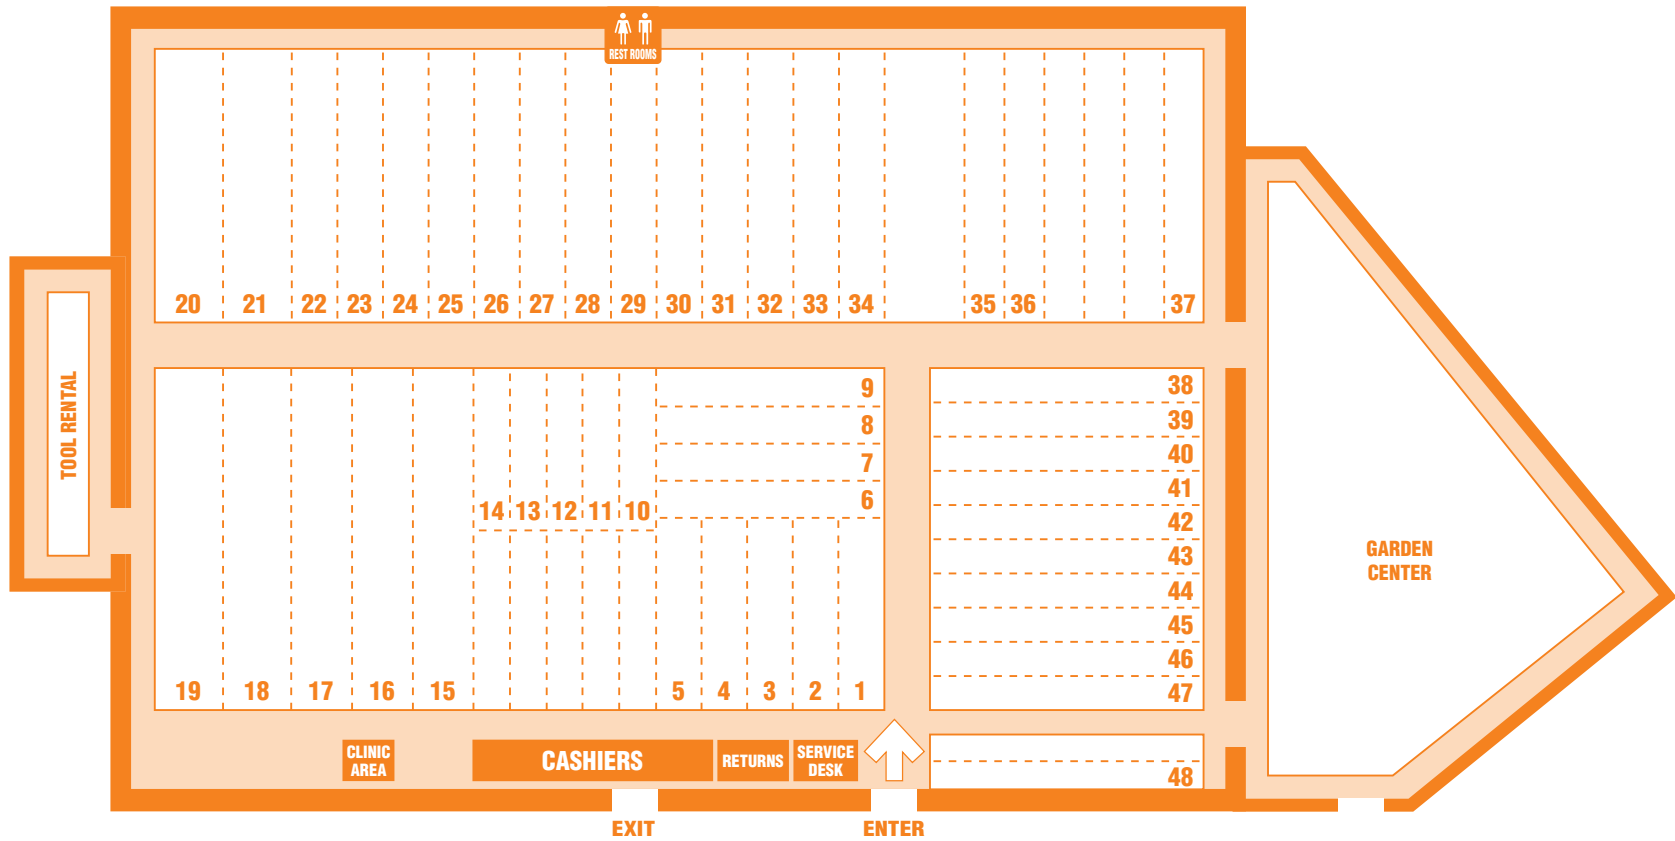 REST ROOMS
20 21 22 23 24 25 26 27 28 29 30 31 32 33 34 35 36 37
TOOL RENTAL
9
8
7
6
14 13 12 11 10
19 18 17 16 15 5 4 3 2 1
38
39
40
41
42
43
44
45
46
47
48
GARDEN
CENTER
CLINIC
AREA
CASHIERS
RETURNS
SERVICE
DESK
EXIT
ENTER